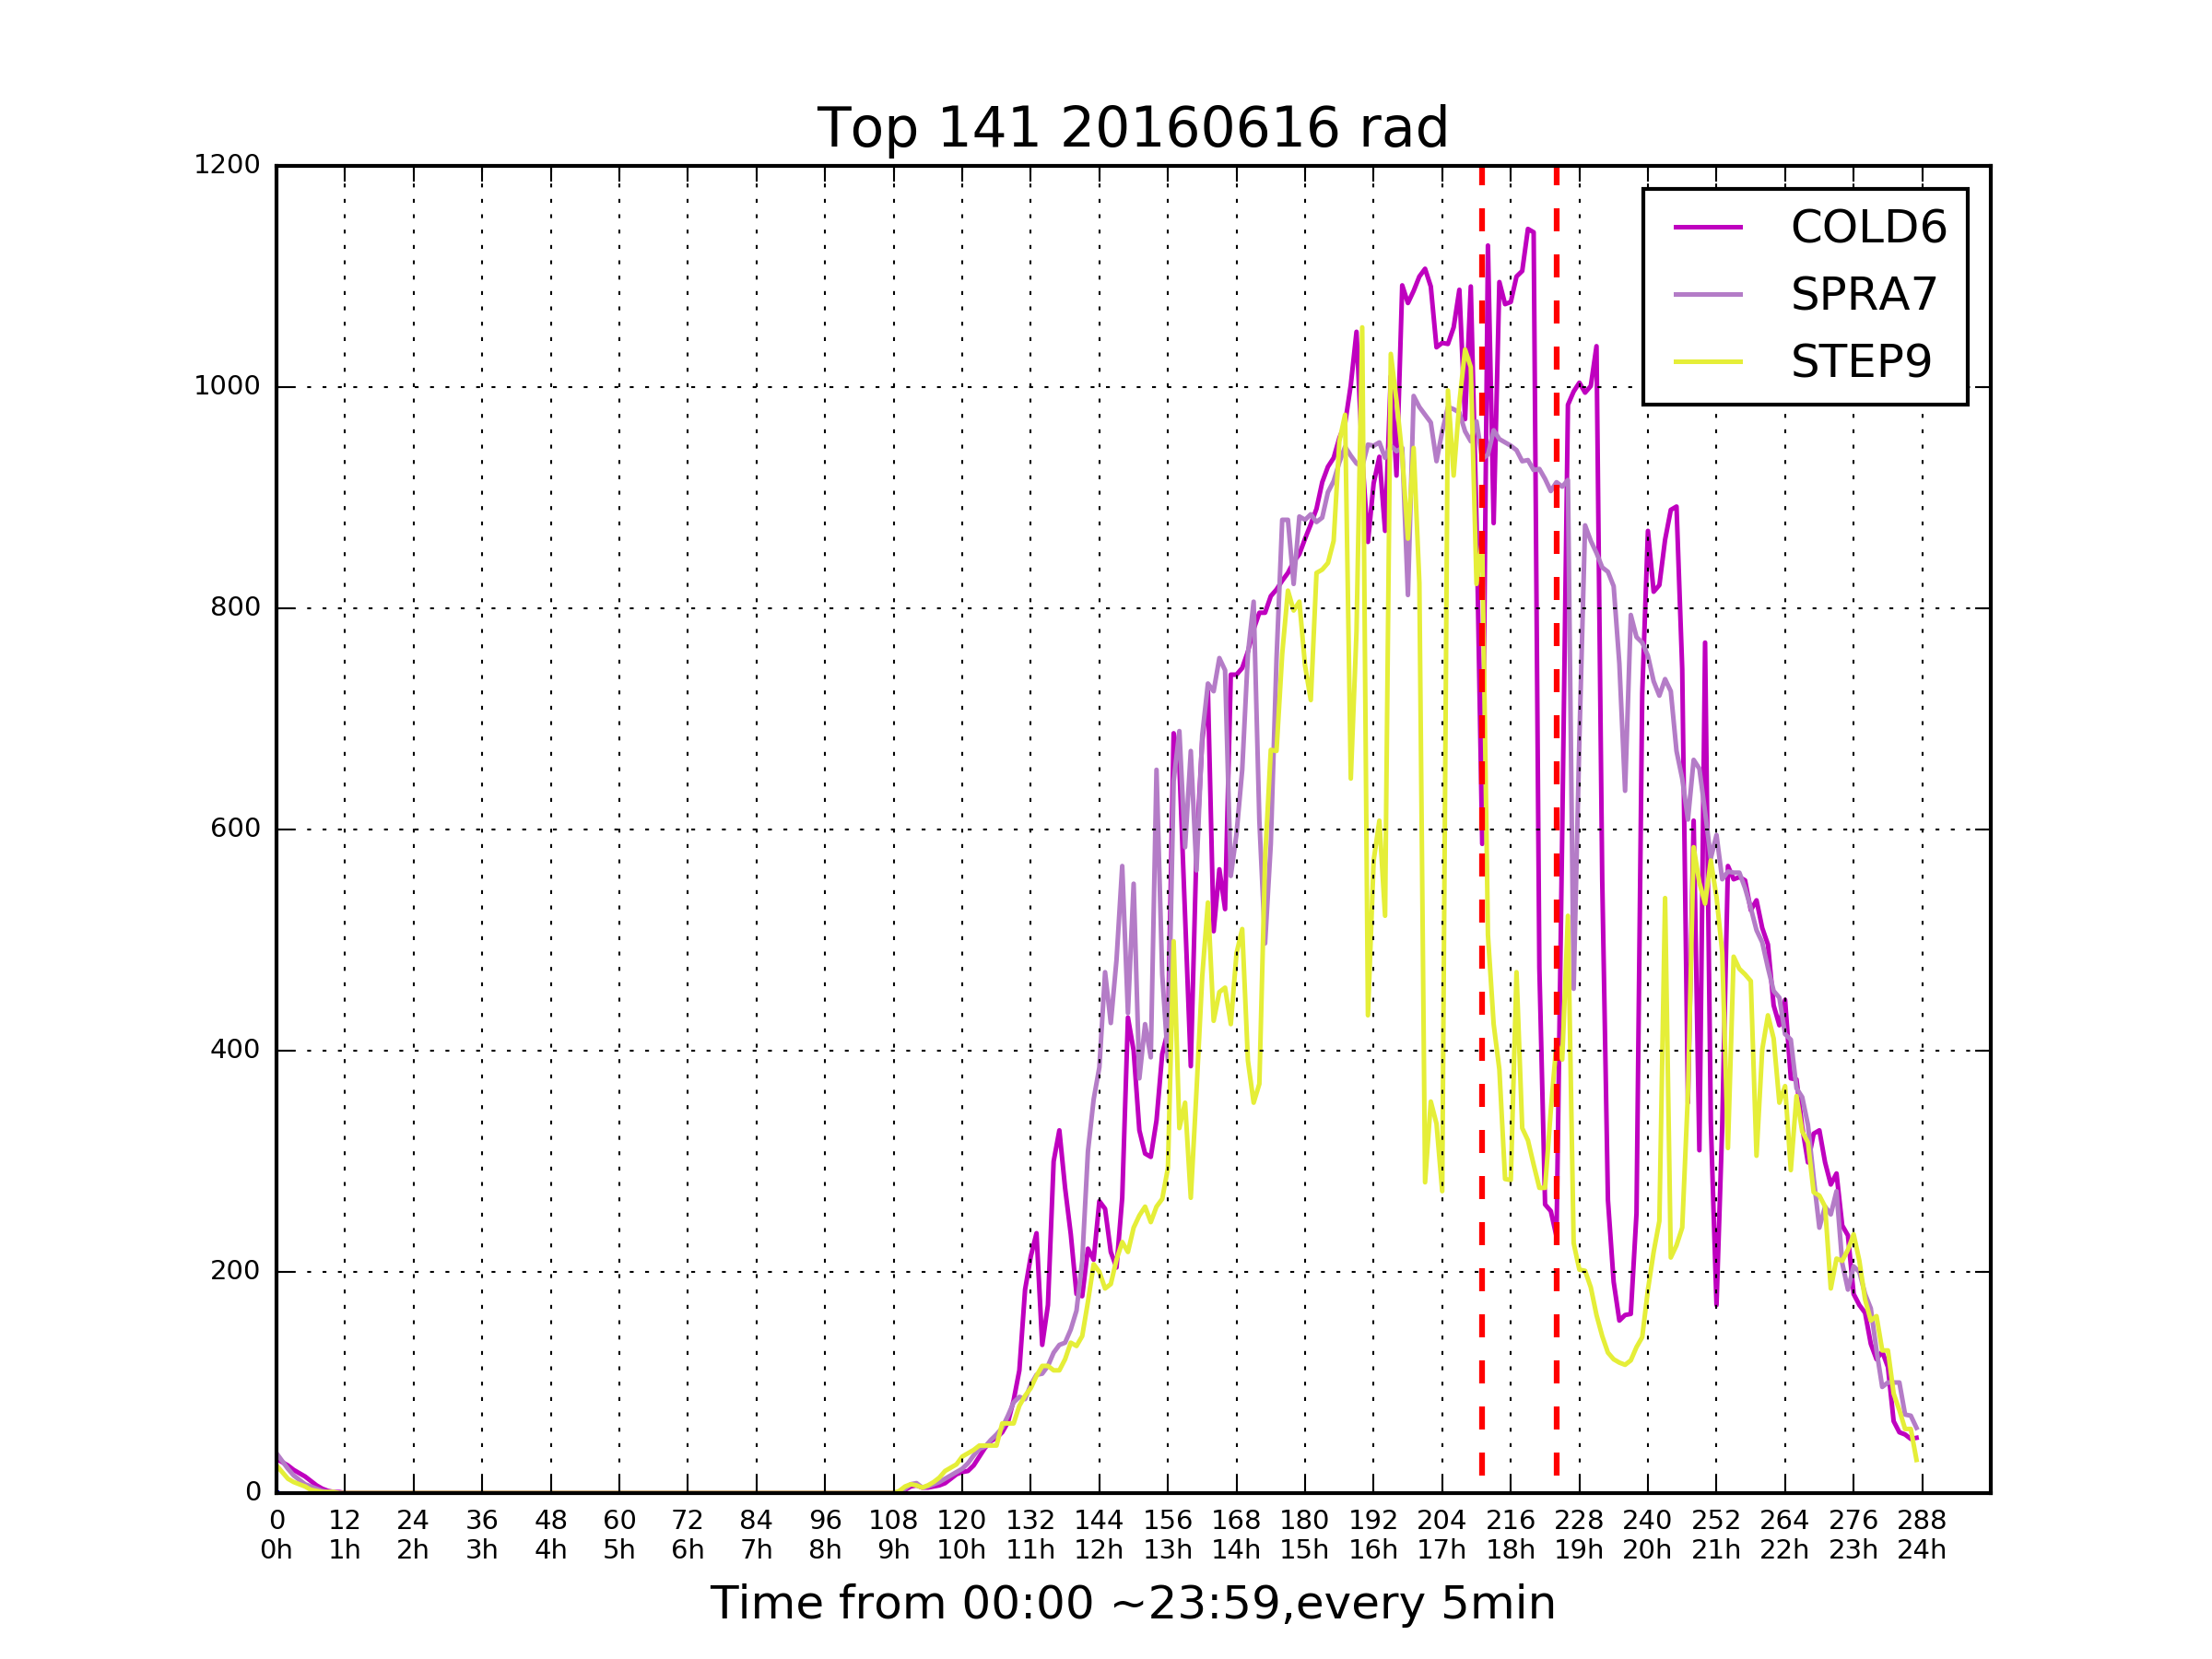 Top 141 20160616 rad
1200
1000
800
600
400
200
0
COLD6
SPRA7
STEP9
0 12 24 36 48 60 72 84 96 108 120 132 144 156 168 180 192 204 216 228 240 252 264 276 288
0h 1h 2h 3h 4h 5h 6h 7h 8h 9h 10h 11h 12h 13h 14h 15h 16h 17h 18h 19h 20h 21h 22h 23h 24h
Time from 00:00 ~23:59,every 5min